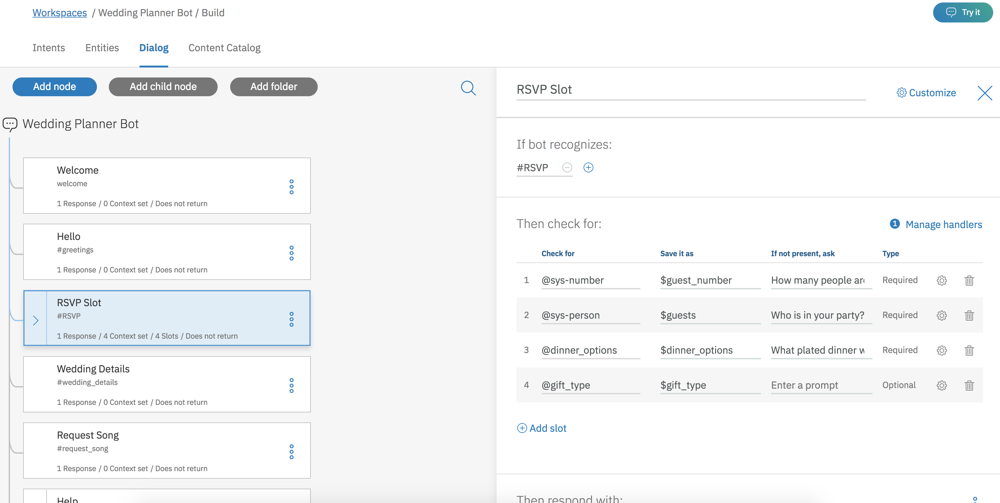 Workspaces / Wedding Planner Bot / Build
Try it
Intents Entities Dialog Content Catalog
Add node Add child node Add folder
Wedding Planner Bot
Welcome
welcome
1 Response / 0 Context set / Does not return
Hello
#greetings
1 Response / 0 Context set / Does not return
RSVP Slot
#RSVP
1 Response / 4 Context set / 4 Slots / Does not return
Wedding Details
#wedding_details
1 Response / 0 Context set / Does not return
Request Song
#request_song
1 Response / 0 Context set / Does not return
Help
RSVP Slot
Customize
If bot recognizes:
#RSVP
Then check for:
1 Manage handlers
Check for Save it as If not present, ask Type
1 @sys-number $guest_number How many people are Required
2 @sys-person $guests Who is in your party? Required
3 @dinner_options $dinner_options What plated dinner Required
4 @gift_type $gift_type Enter a prompt Optional
Add slot
Then respond with: